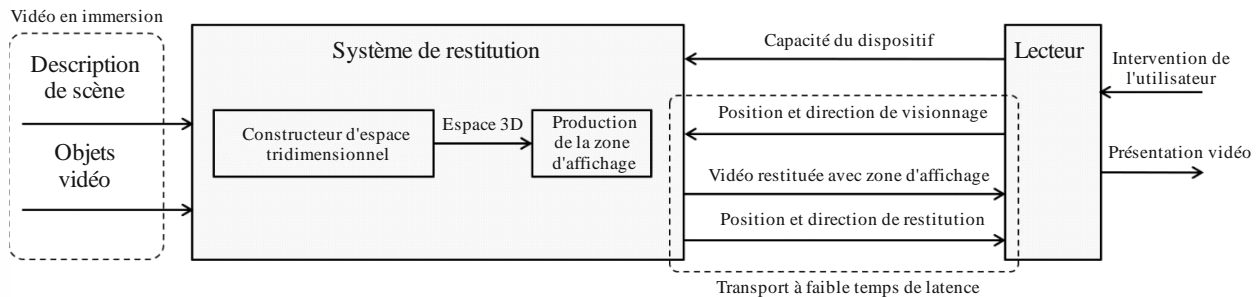 Vidéo en immersion
Description
de scène
Objets
vidéo
Système de restitution
Constructeur d'espace
tridimensionnel
Espace 3D
Production
de la zone
d'affichage
Capacité du dispositif
Position et direction de visionnage
Vidéo restituée avec zone d'affichage
Position et direction de restitution
Transport à faible temps de latence
Lecteur
Intervention de
l'utilisateur
Présentation vidéo